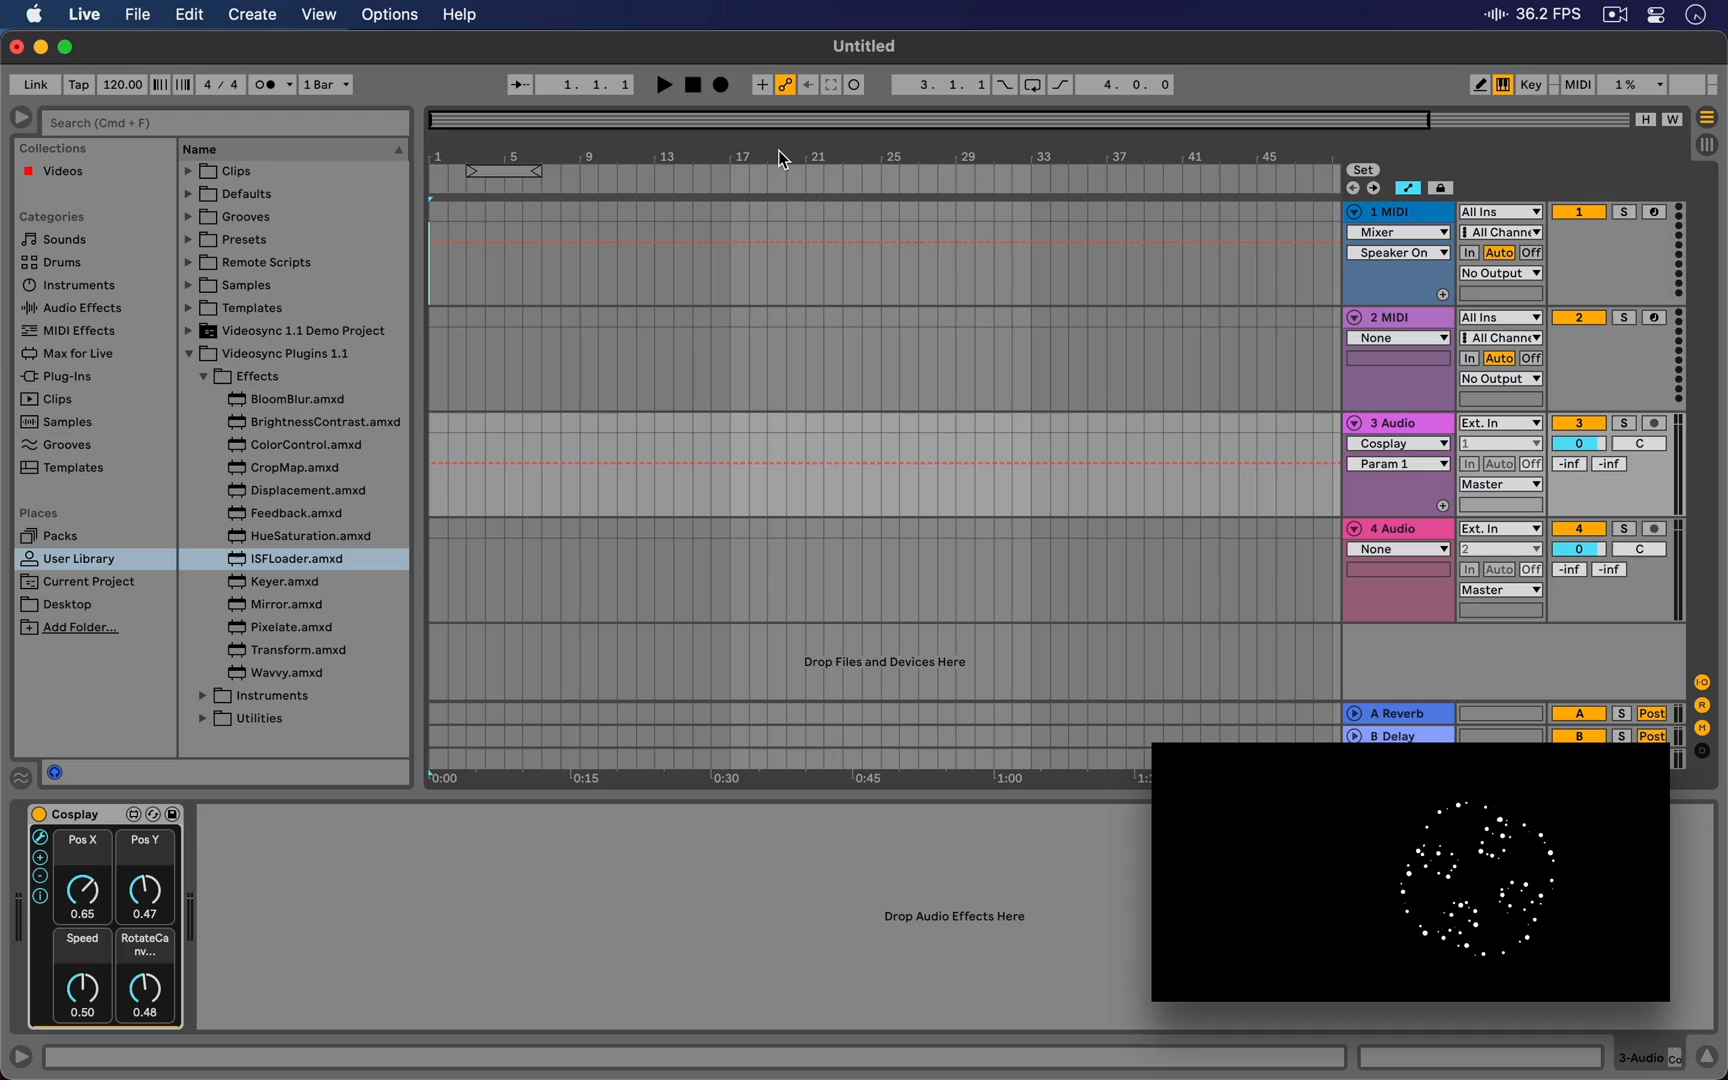 Live File Edit Create View Options Help 36.2 FPS
Untitled
Link Tap 120.00 4 / 4 1 Bar 1. 1. 1 3. 1. 1 4. 0. 0 Key MIDI 1 %
Search (Cmd + F)
H W
Collections
Videos
Categories
Sounds
Drums
Instruments
Audio Effects
MIDI Effects
Max for Live
Plug-Ins
Clips
Samples
Grooves
Templates
Places
Packs
User Library
Current Project
Desktop
Add Folder...
Name
Clips
Defaults
Grooves
Presets
Remote Scripts
Samples
Templates
Videosync 1.1 Demo Project
Videosync Plugins 1.1
Effects
BloomBlur.amxd
BrightnessContrast.amxd
ColorControl.amxd
CropMap.amxd
Displacement.amxd
Feedback.amxd
HueSaturation.amxd
ISFLoader.amxd
Keyer.amxd
Mirror.amxd
Pixelate.amxd
Transform.amxd
Wavvy.amxd
Instruments
Utilities
1 5 9 13 17 21 25 29 33 37 41 45
Set
1 MIDI All Ins 1 S
Mixer All Channe
Speaker On In Auto Off
No Output
2 MIDI All Ins 2 S
None All Channe
In Auto Off
No Output
3 Audio Ext. In 3 S
Cosplay 1 0 C
Param 1 In Auto Off -inf -inf
Master
4 Audio Ext. In 4 S
None 2 0 C
In Auto Off -inf -inf
Master
Drop Files and Devices Here
A Reverb A S Post
B Delay B S Post
0:00 0:15 0:30 0:45 1:00
Cosplay
Pos X Pos Y
0.65 0.47
Speed RotateCa
nv...
0.50 0.48
Drop Audio Effects Here
I·O
R
M
D
3-Audio Co